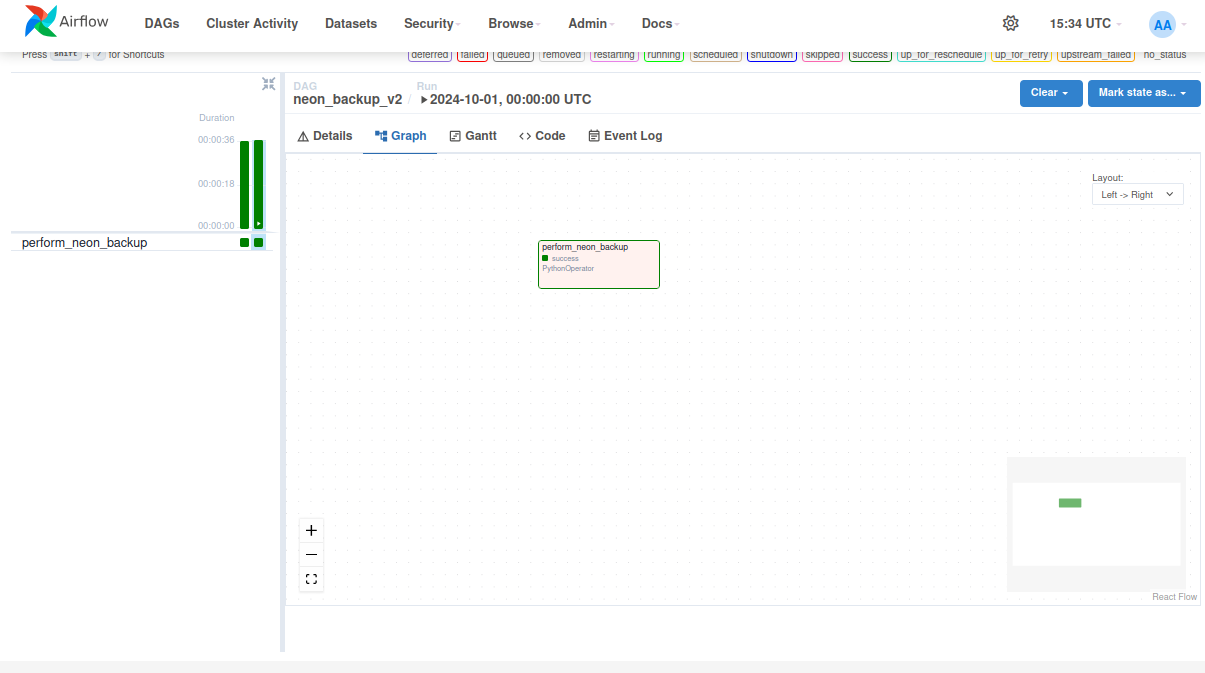 Airflow DAGs Cluster Activity Datasets Security Browse Admin Docs 15:34 UTC AA
Press shift + / for Shortcuts deferred failed queued removed restarting running scheduled shutdown skipped success up_for_reschedule up_for_retry upstream_failed no_status
DAG Run
neon_backup_v2 / 2024-10-01, 00:00:00 UTC
Clear Mark state as...
Duration
00:00:36
00:00:18
00:00:00
perform_neon_backup
Details Graph Gantt Code Event Log
Layout:
Left -> Right
perform_neon_backup
success
PythonOperator
React Flow